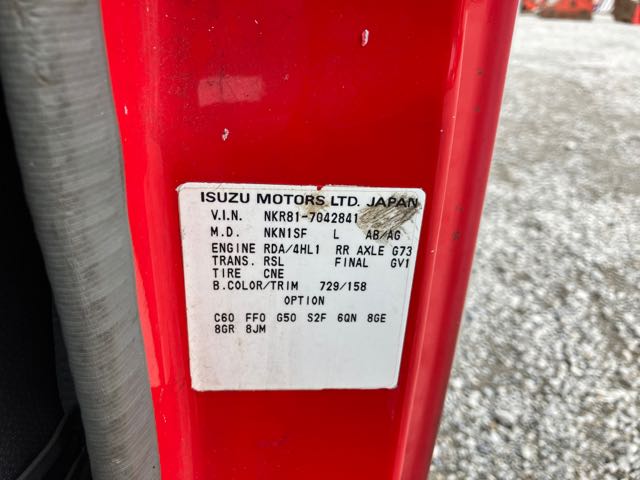 ISUZU MOTORS LTD. JAPAN
V.I.N. NKR81-7042841
M.D. NKN1SF L AB/AG
ENGINE RDA/4HL1 RR AXLE G73
TRANS. RSL FINAL GV1
TIRE CNE
B.COLOR/TRIM 729/158
OPTION
C60 FF0 G50 S2F 6QN 8GE
8GR 8JM